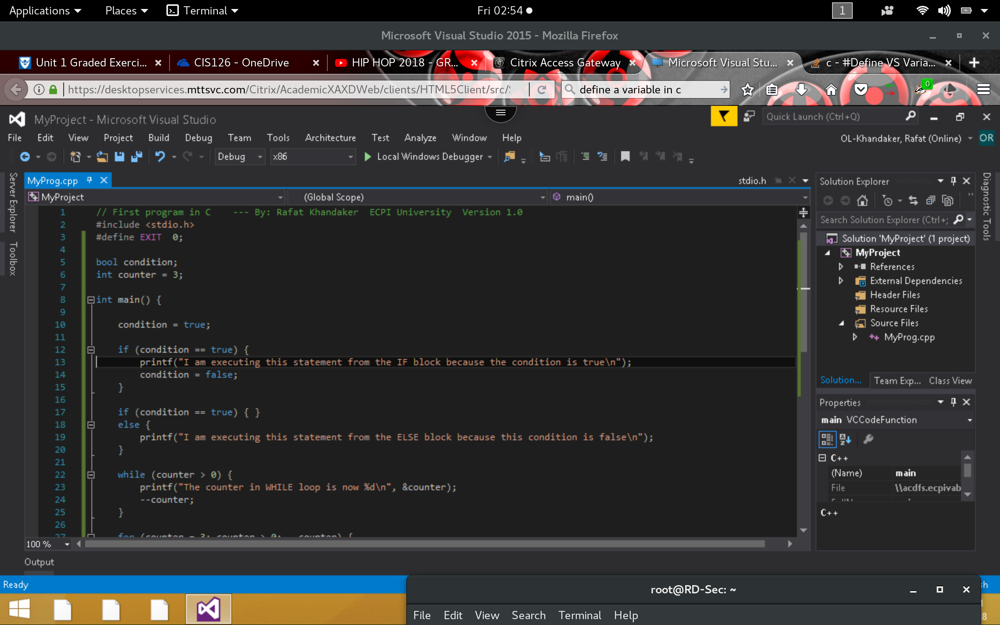 Applications Places Terminal Fri 02:54 1
Microsoft Visual Studio 2015 - Mozilla Firefox
Unit 1 Graded Exerci... CIS126 - OneDrive HIP HOP 2018 - GR... Citrix Access Gateway Microsoft Visual Stu... c - #Define VS Varia...
https://desktopservices.mttsvc.com/Citrix/AcademicXAXDWeb/clients/HTML5Client/src/ define a variable in c 0
MyProject - Microsoft Visual Studio Quick Launch (Ctrl+Q)
File Edit View Project Build Debug Team Tools Architecture Test Analyze Window Help OL-Khandaker, Rafat (Online) OR
Debug x86 Local Windows Debugger
Server Explorer
Toolbox
MyProg.cpp stdio.h
MyProject (Global Scope) main()
1 // First program in C    --- By: Rafat Khandaker  ECPI University  Version 1.0
2 #include <stdio.h>
3 #define EXIT  0;
4
5 bool condition;
6 int counter = 3;
7
8 int main() {
9
10 condition = true;
11
12 if (condition == true) {
13 printf("I am executing this statement from the IF block because the condition is true\n");
14 condition = false;
15 }
16
17 if (condition == true) { }
18 else {
19 printf("I am executing this statement from the ELSE block because this condition is false\n");
20 }
21
22 while (counter > 0) {
23 printf("The counter in WHILE loop is now %d\n", &counter);
24 --counter;
25 }
26
27 for (counter = 3; counter > 0; --counter) {
100 %
Output
Ready
Solution Explorer
Search Solution Explorer (Ctrl+;
Solution 'MyProject' (1 project)
MyProject
References
External Dependencies
Header Files
Resource Files
Source Files
MyProg.cpp
Solution... Team Exp... Class View
Properties
main VCCodeFunction
C++
(Name) main
File \\acdfs.ecpivab
C++
Diagnostic Tools
root@RD-Sec: ~
File Edit View Search Terminal Help